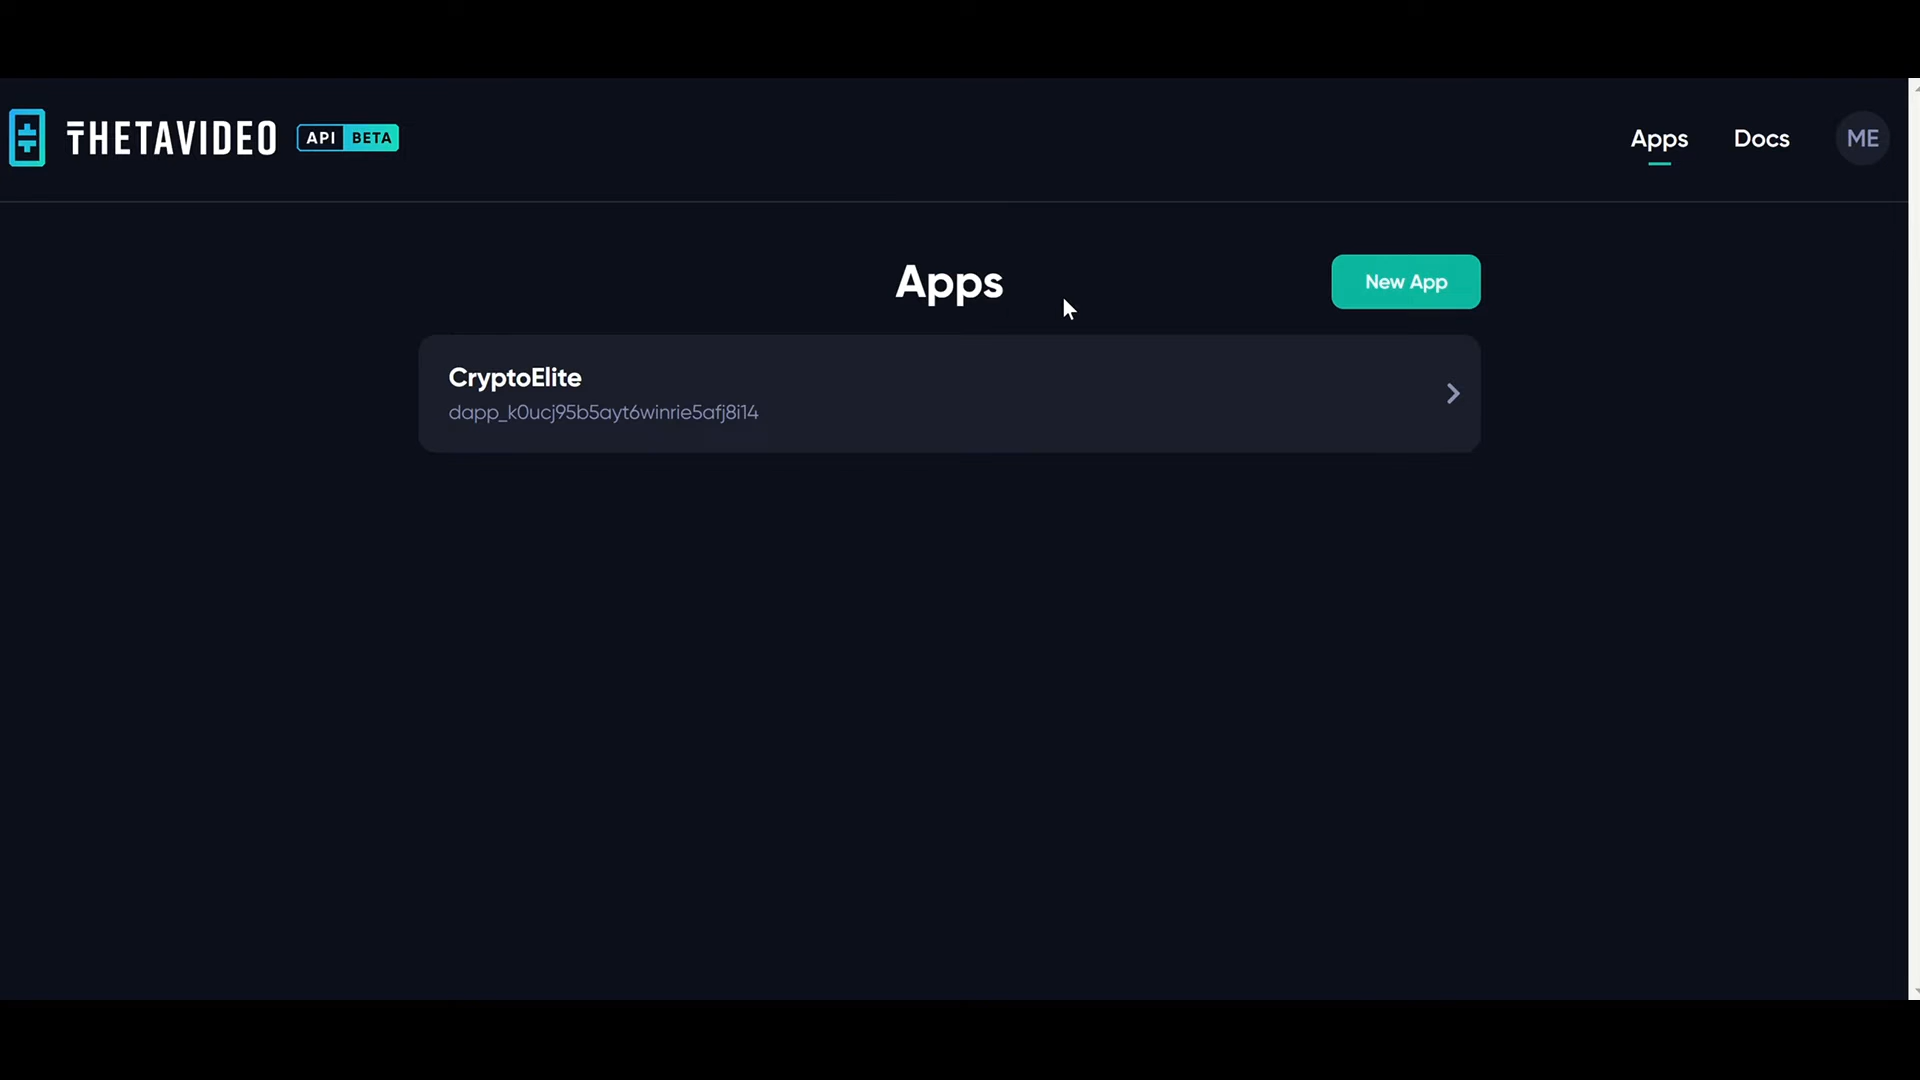 THETAVIDEO API BETA
Apps Docs ME
Apps
New App
CryptoElite
dapp_k0ucj95b5ayt6winrie5afj8i14